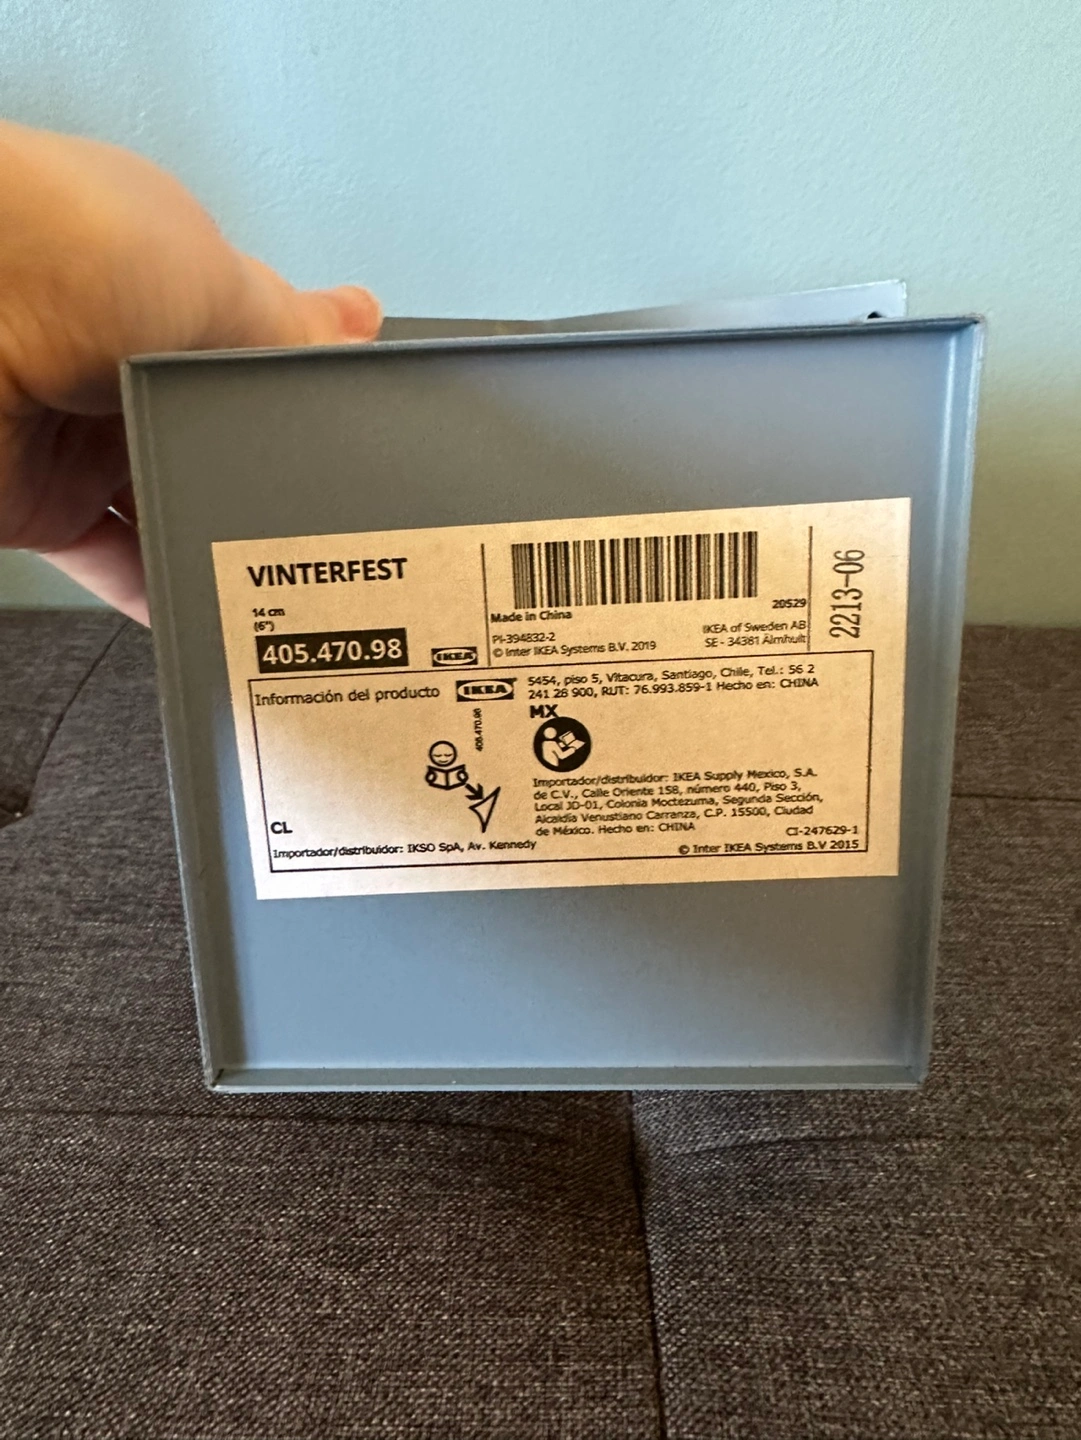 VINTERFEST
14 cm
(6")
405.470.98
IKEA
Made in China
20529
PI-394832-2
© Inter IKEA Systems B.V. 2019
IKEA of Sweden AB
SE - 34381 Älmhult
2213-06
Información del producto
IKEA
405.470.98
CL
Importador/distribuidor: IKSO SpA, Av. Kennedy
5454, piso 5, Vitacura, Santiago, Chile, Tel.: 56 2
241 28 900, RUT: 76.993.859-1 Hecho en: CHINA
MX
Importador/distribuidor: IKEA Supply Mexico, S.A.
de C.V., Calle Oriente 158, número 440, Piso 3,
Local 3D-01, Colonia Moctezuma, Segunda Sección,
Alcaldía Venustiano Carranza, C.P. 15500, Ciudad
de México. Hecho en: CHINA
CI-247629-1
© Inter IKEA Systems B.V 2015